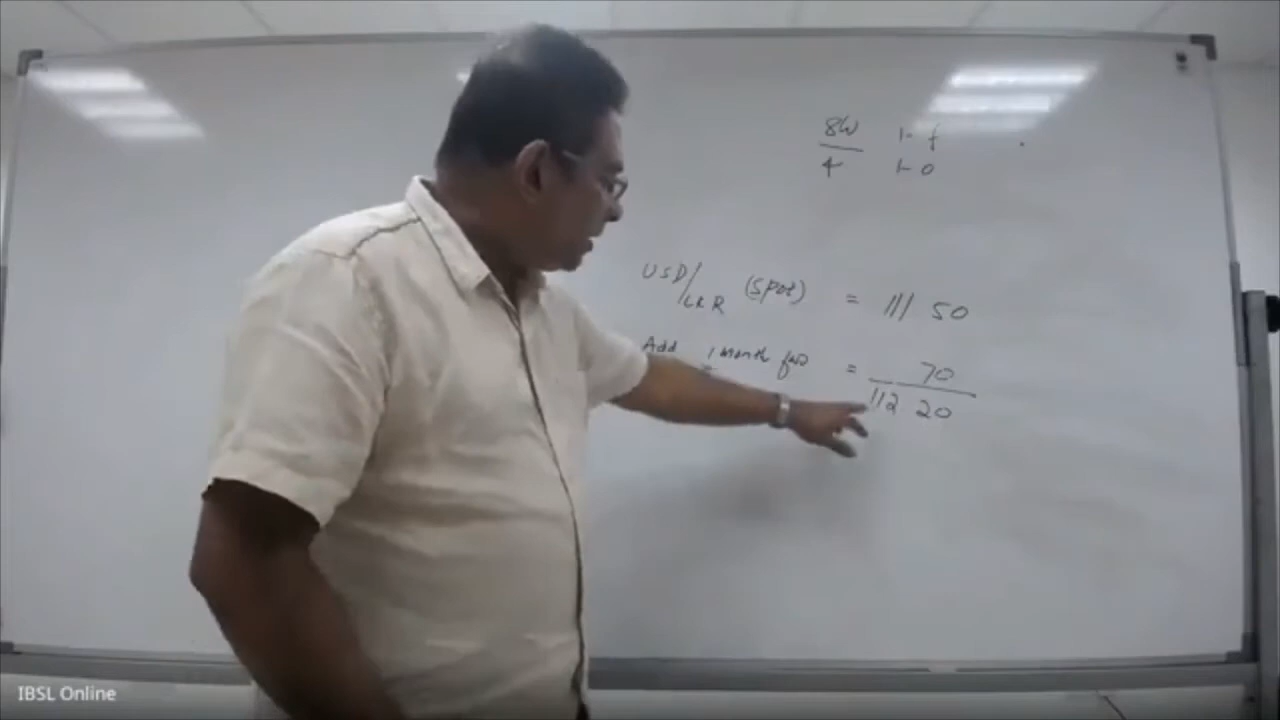 USD/LKR (Spot) = 111 50
Add 1 Month fwd = 70
112 20
IBSL Online